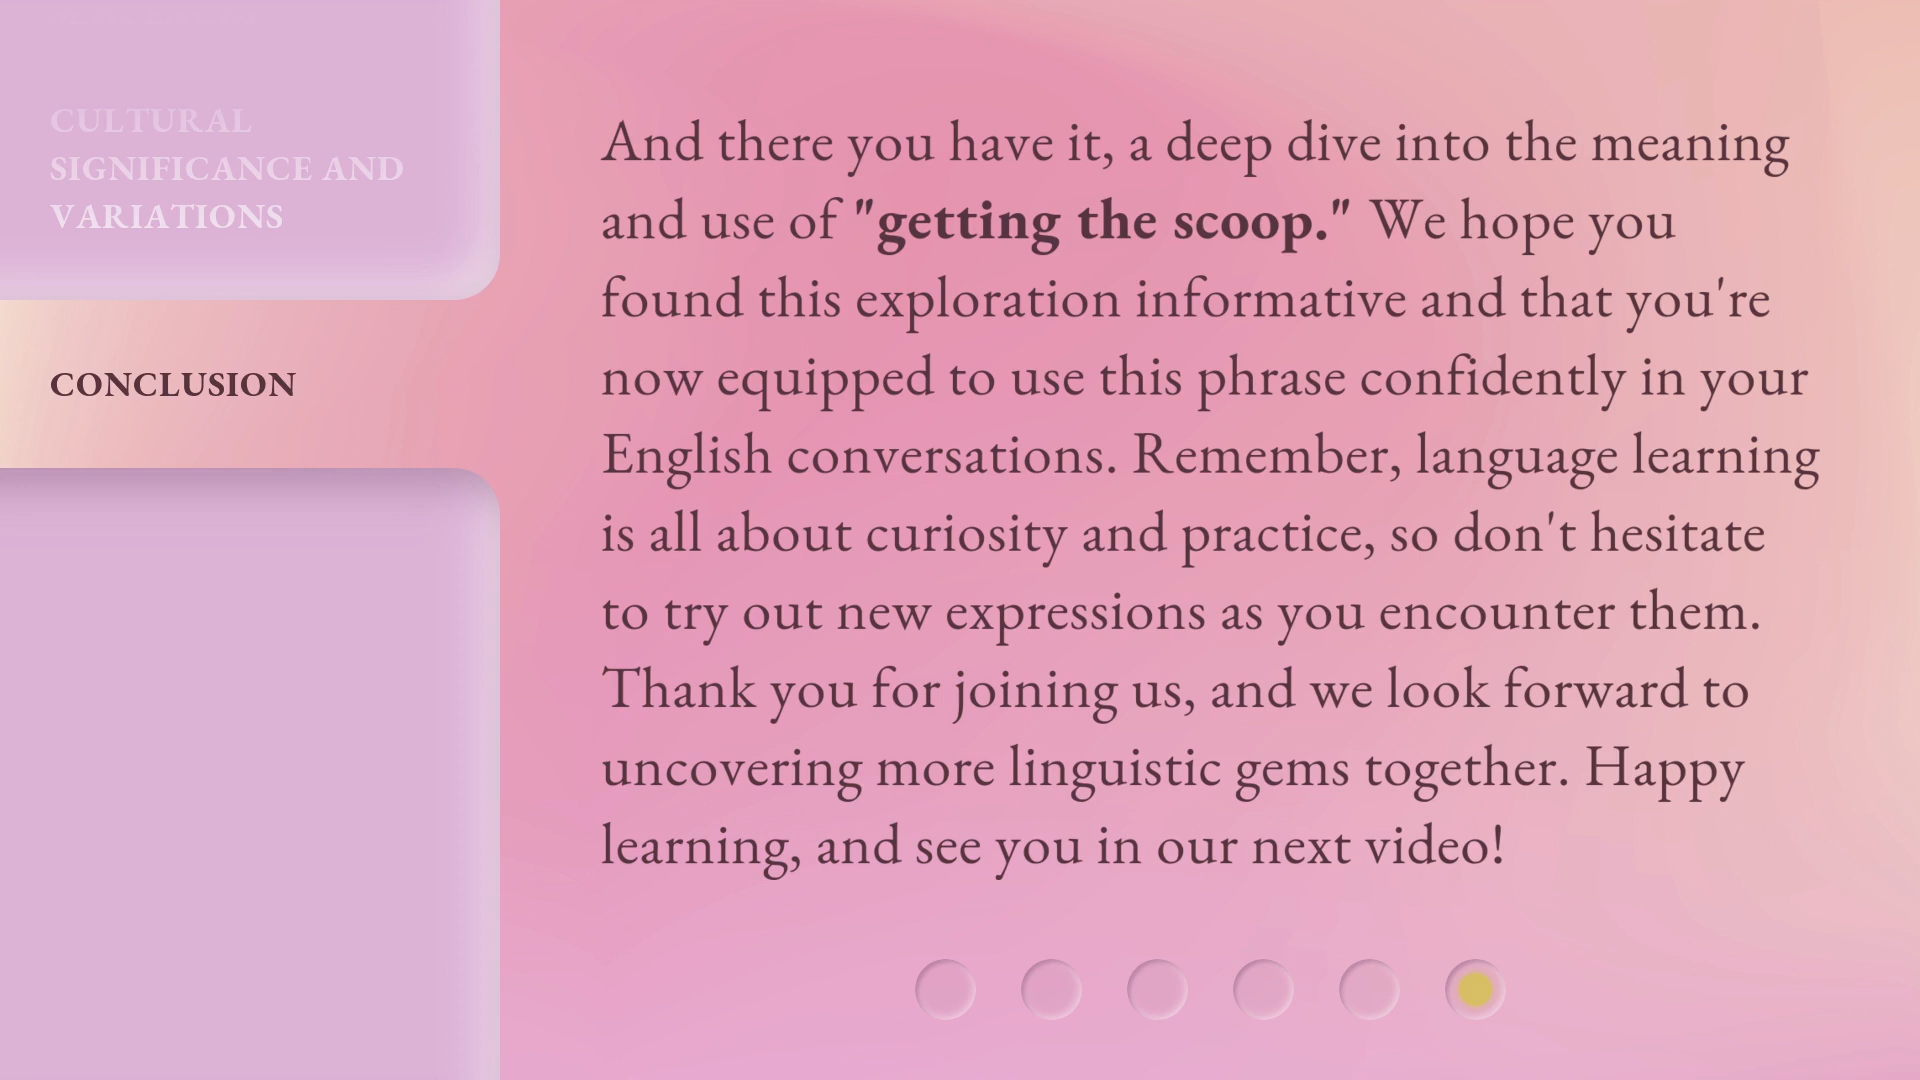 CULTURAL
SIGNIFICANCE AND
VARIATIONS
CONCLUSION
And there you have it, a deep dive into the meaning
and use of "getting the scoop." We hope you
found this exploration informative and that you're
now equipped to use this phrase confidently in your
English conversations. Remember, language learning
is all about curiosity and practice, so don't hesitate
to try out new expressions as you encounter them.
Thank you for joining us, and we look forward to
uncovering more linguistic gems together. Happy
learning, and see you in our next video!